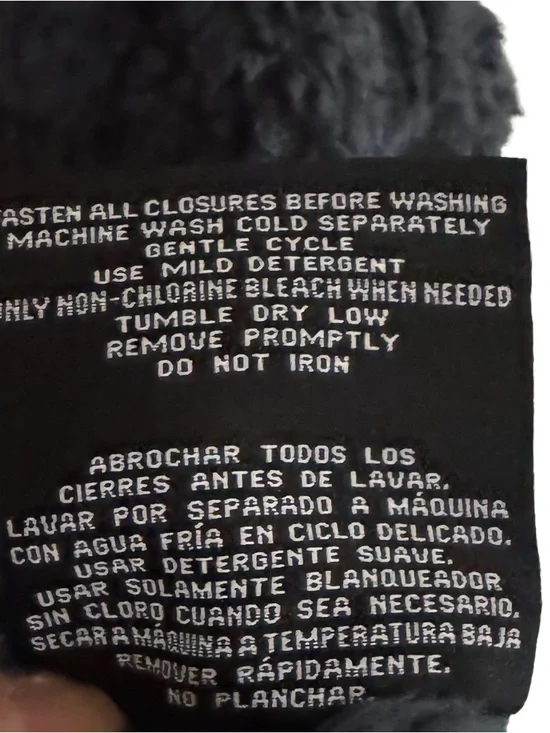 FASTEN ALL CLOSURES BEFORE WASHING
MACHINE WASH COLD SEPARATELY
GENTLE CYCLE
USE MILD DETERGENT
ONLY NON-CHLORINE BLEACH WHEN NEEDED
TUMBLE DRY LOW
REMOVE PROMPTLY
DO NOT IRON
ABROCHAR TODOS LOS
CIERRES ANTES DE LAVAR.
LAVAR POR SEPARADO A MÁQUINA
CON AGUA FRÍA EN CICLO DELICADO.
USAR DETERGENTE SUAVE.
USAR SOLAMENTE BLANQUEADOR
SIN CLORO CUANDO SEA NECESARIO.
SECAR A MÁQUINA A TEMPERATURA BAJA
REMOVER RÁPIDAMENTE.
NO PLANCHAR.